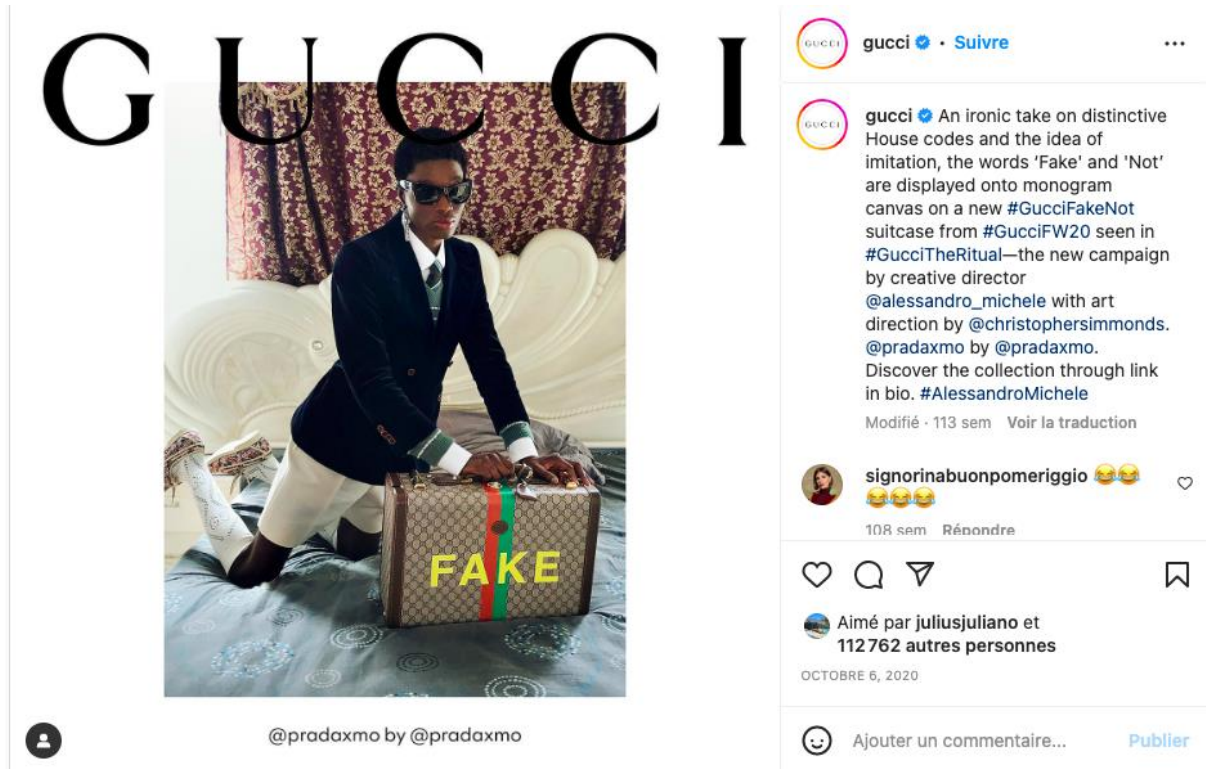 GUCCI
FAKE
@pradaxmo by @pradaxmo
GUCCI
gucci • Suivre
GUCCI
gucci An ironic take on distinctive
House codes and the idea of
imitation, the words ‘Fake' and 'Not’
are displayed onto monogram
canvas on a new #GucciFakeNot
suitcase from #GucciFW20 seen in
#GucciTheRitual—the new campaign
by creative director
@alessandro_michele with art
direction by @christophersimmonds.
@pradaxmo by @pradaxmo.
Discover the collection through link
in bio. #AlessandroMichele
Modifié · 113 sem Voir la traduction
signorinabuonpomeriggio 😂😂
😂😂😂
108 sem Répondre
Aimé par juliusjuliano et
112 762 autres personnes
OCTOBRE 6, 2020
Ajouter un commentaire... Publier